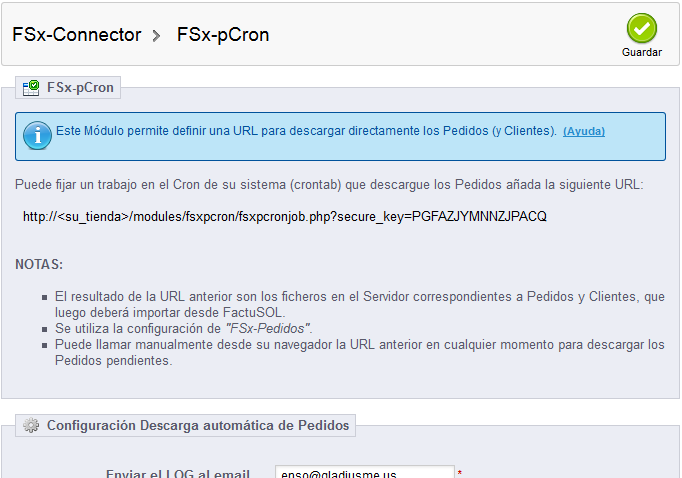 FSx-Connector > FSx-pCron
Guardar
FSx-pCron
Este Módulo permite definir una URL para descargar directamente los Pedidos (y Clientes). (Ayuda)
Puede fijar un trabajo en el Cron de su sistema (crontab) que descargue los Pedidos añada la siguiente URL:
http://<su_tienda>/modules/fsxpcron/fsxpcronjob.php?secure_key=PGFAZJYMNNZJPACQ
NOTAS:
El resultado de la URL anterior son los ficheros en el Servidor correspondientes a Pedidos y Clientes, que
luego deberá importar desde FactuSOL.
Se utiliza la configuración de "FSx-Pedidos".
Puede llamar manualmente desde su navegador la URL anterior en cualquier momento para descargar los
Pedidos pendientes.
Configuración Descarga automática de Pedidos
Enviar el LOG al email enso@gladiusme.us *